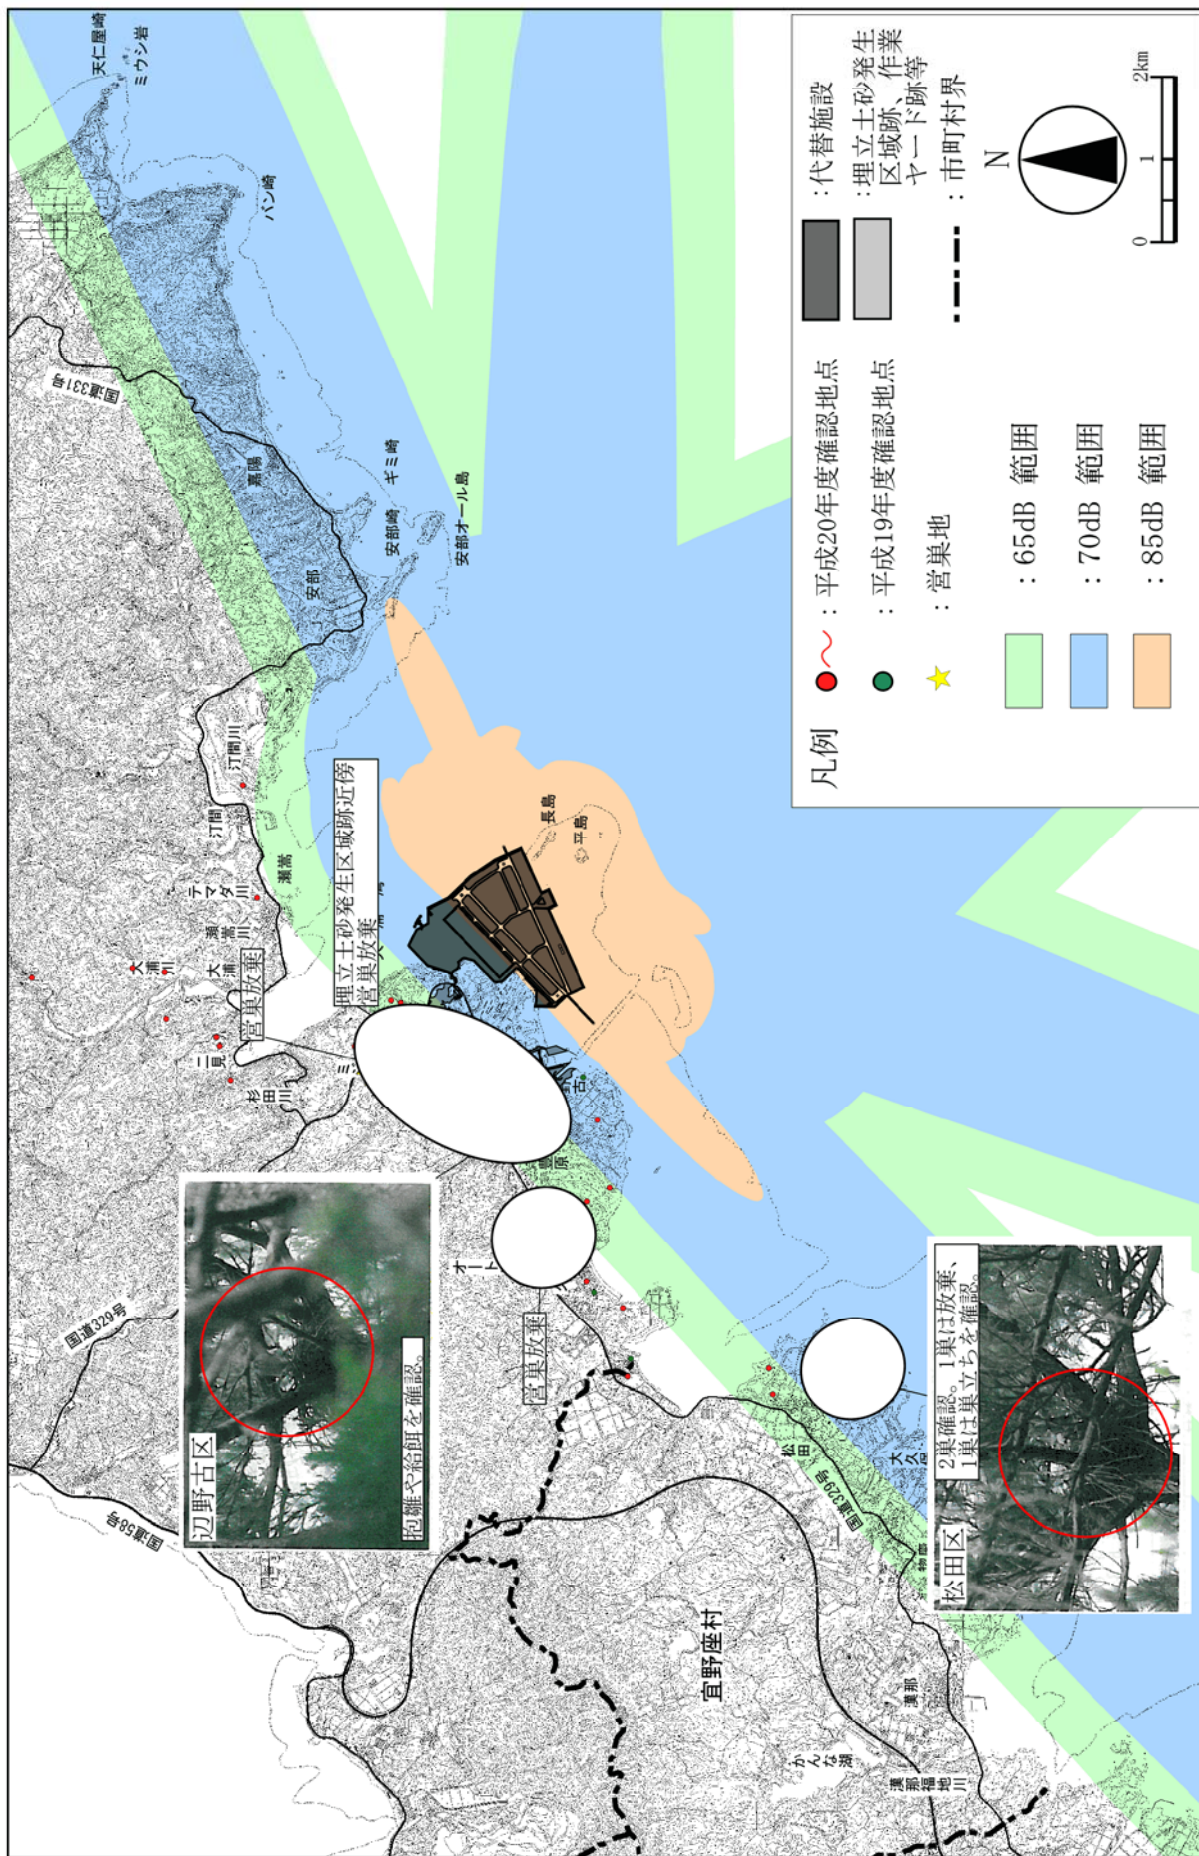 天仁屋崎
ミウシ岩
バン崎
国道331号
嘉陽
ギミ崎
安部崎
安部オール島
安部
汀間川
汀間
瀬嵩
テマダ川
瀬嵩川
大浦川
大浦
二見
杉田川
営巣放棄
埋立土砂発生区域跡近傍
営巣放棄
長島
平島
国道329号
豊原
辺野古区
抱雛や給餌を確認。
営巣放棄
国道58号
松田
国道329号
宜野座村
漢那
かんな湖
漢那福地川
松田区
2巣確認。1巣は放棄、
1巣は巣立ちを確認。
凡例
：平成20年度確認地点
：平成19年度確認地点
：営巣地
：65dB 範囲
：70dB 範囲
：85dB 範囲
：代替施設
：埋立土砂発生
区域跡、作業
ヤード跡等
：市町村界
N
0 1 2km